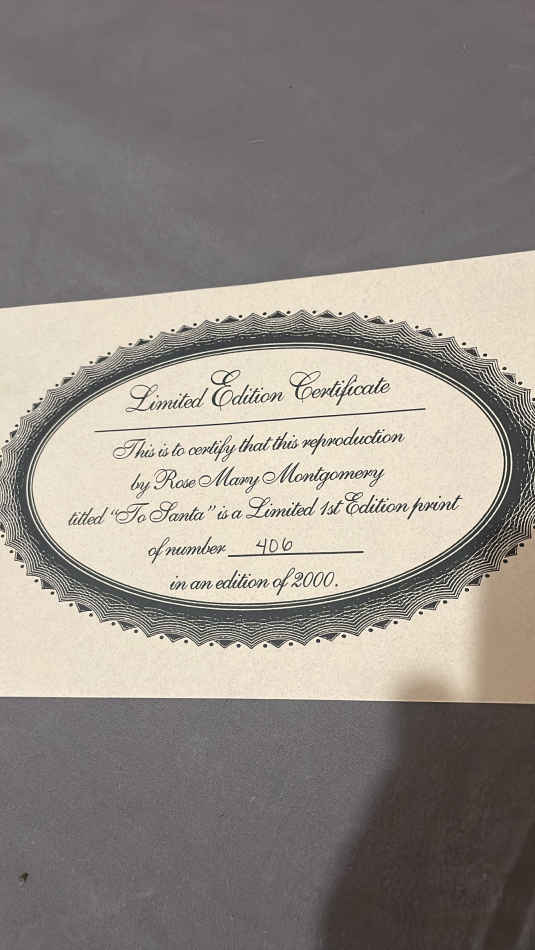 Limited Edition Certificate
This is to certify that this reproduction
by Rose Mary Montgomery
titled "To Santa" is a Limited 1st Edition print
of number 406
in an edition of 2000.